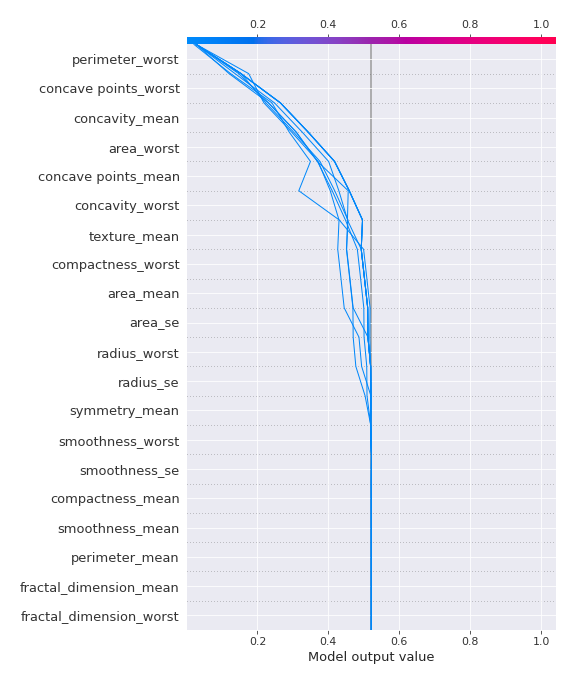 0.2 0.4 0.6 0.8 1.0
perimeter_worst
concave points_worst
concavity_mean
area_worst
concave points_mean
concavity_worst
texture_mean
compactness_worst
area_mean
area_se
radius_worst
radius_se
symmetry_mean
smoothness_worst
smoothness_se
compactness_mean
smoothness_mean
perimeter_mean
fractal_dimension_mean
fractal_dimension_worst
0.2 0.4 0.6 0.8 1.0
Model output value